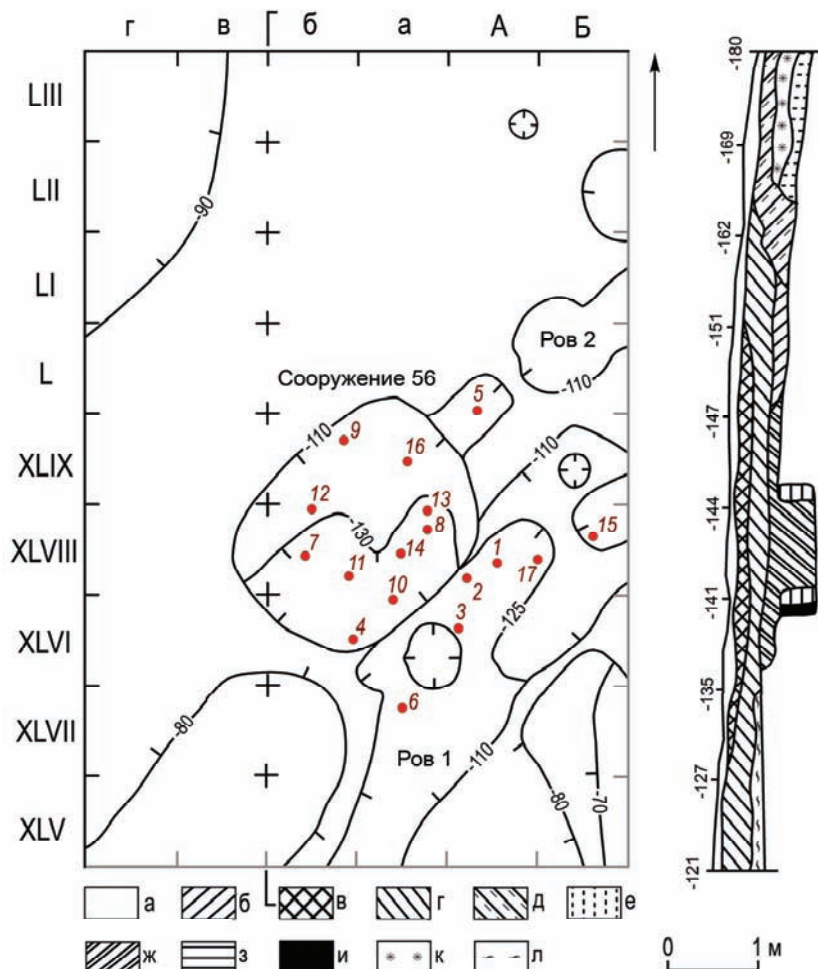 г в б а А Б
LIII
LII
LI
L
XLIX
XLVIII
XLVI
XLVII
XLV
-90
Ров 2
-110
Сооружение 56
5
-110
9
16
-110
12
13
8
15
-130
7
14
1
17
11
2
10
3
-125
4
6
-80
Ров 1
-110
-80
-70
-180
-169
-162
-151
-147
-144
-141
-135
-127
-121
а б в г д е
ж з и к л
0 1 м